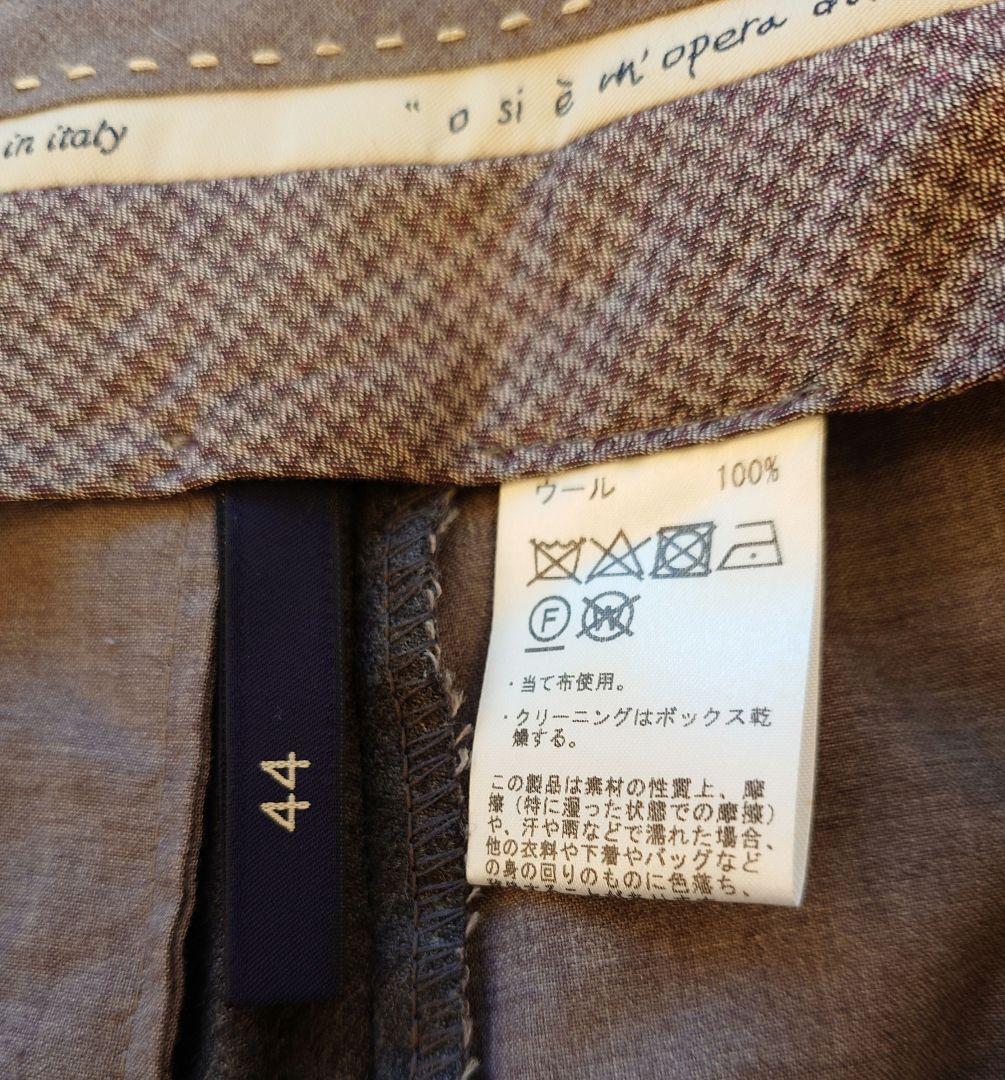 in italy
" o si è m'opera
44
ウール 100%
F
W
・当て布使用。
・クリーニングはボックス乾
燥する。
この製品は素材の性質上、摩
擦(特に湿った状態での摩擦)
や、汗や雨などで濡れた場合、
他の衣料や下着やバッグなど
の身の回りのものに色落ち、